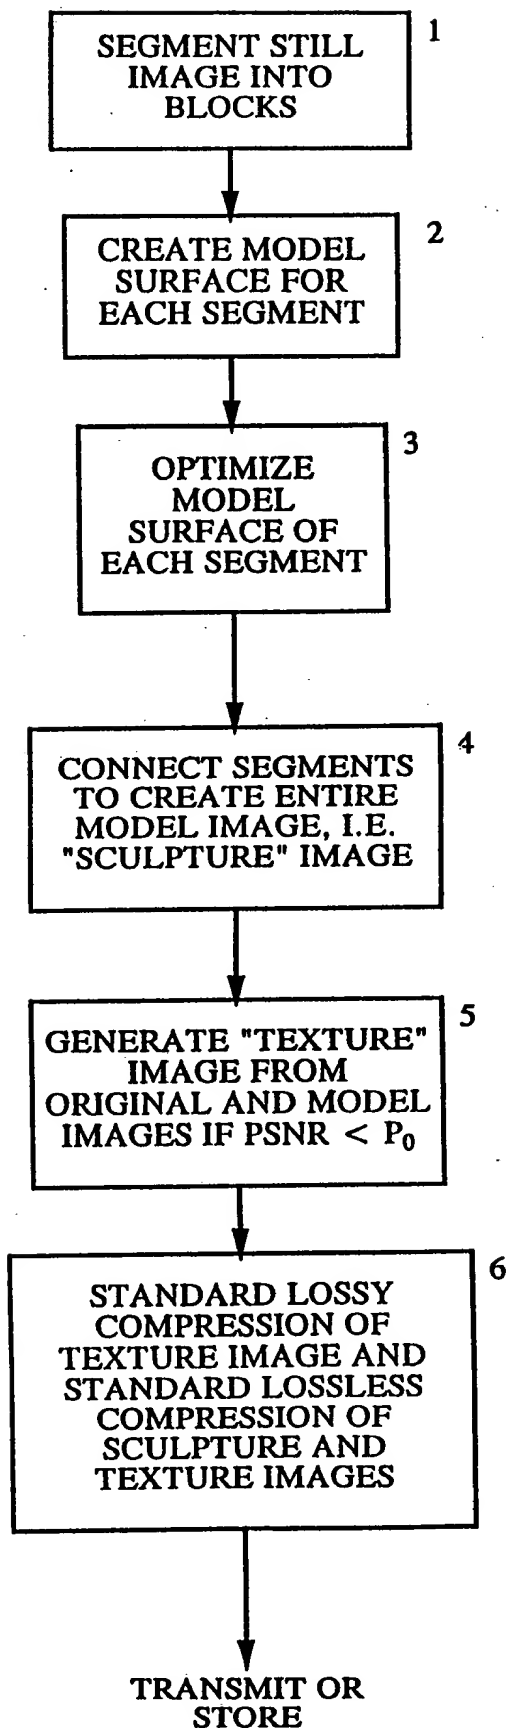 1
SEGMENT STILL
IMAGE INTO
BLOCKS
2
CREATE MODEL
SURFACE FOR
EACH SEGMENT
3
OPTIMIZE
MODEL
SURFACE OF
EACH SEGMENT
4
CONNECT SEGMENTS
TO CREATE ENTIRE
MODEL IMAGE, I.E.
"SCULPTURE" IMAGE
5
GENERATE "TEXTURE"
IMAGE FROM
ORIGINAL AND MODEL
IMAGES IF PSNR < P₀
6
STANDARD LOSSY
COMPRESSION OF
TEXTURE IMAGE AND
STANDARD LOSSLESS
COMPRESSION OF
SCULPTURE AND
TEXTURE IMAGES
TRANSMIT OR
STORE